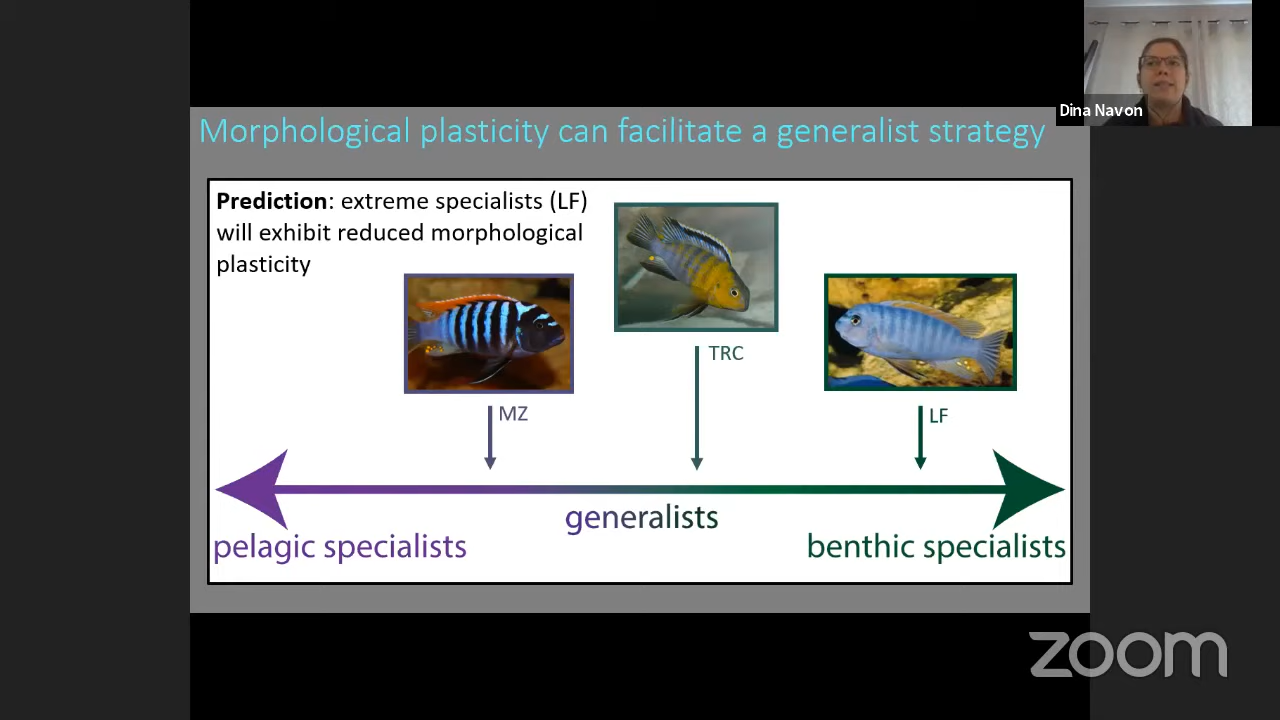 Dina Navon
Morphological plasticity can facilitate a generalist strategy
Prediction: extreme specialists (LF)
will exhibit reduced morphological
plasticity
TRC
MZ
LF
generalists
pelagic specialists
benthic specialists
zoom